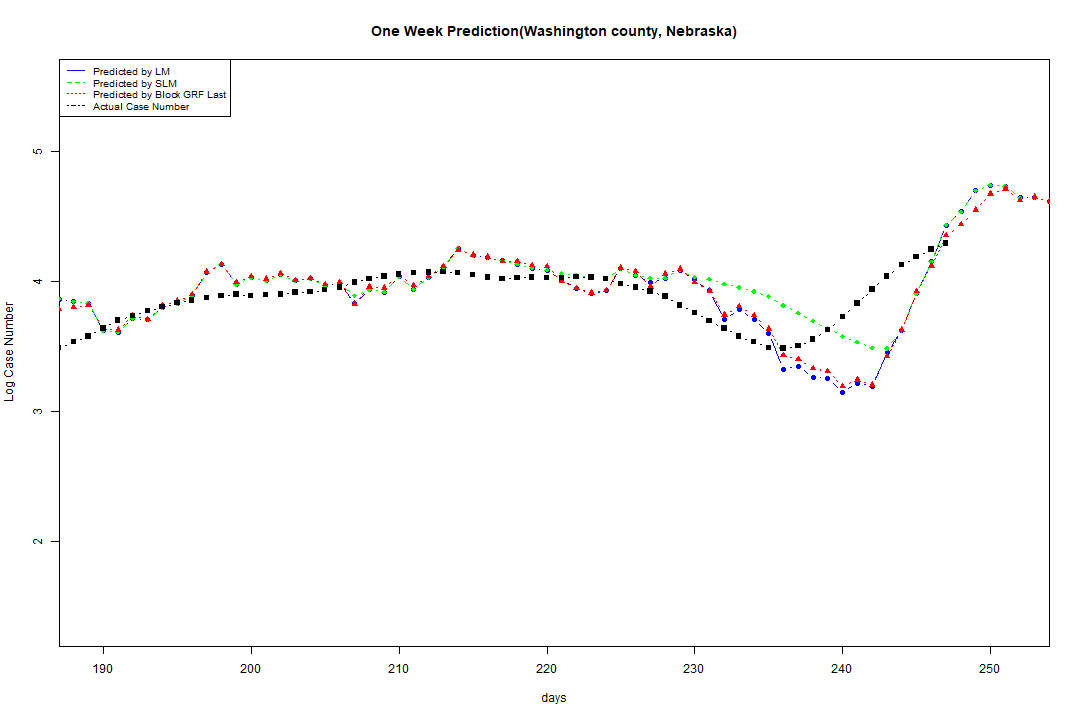 One Week Prediction(Washington county, Nebraska)
Predicted by LM
Predicted by SLM
Predicted by Block GRF Last
Actual Case Number
5
4
3
2
Log Case Number
190 200 210 220 230 240 250
days